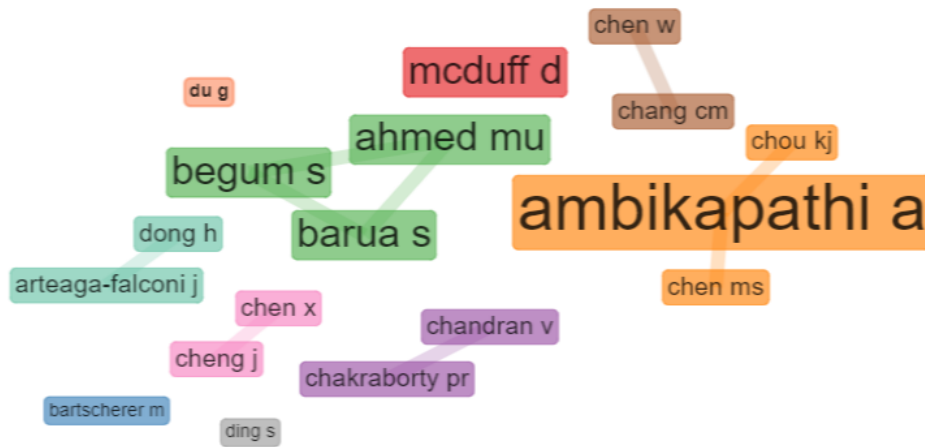 chen w
mcduff d
du g
chang cm
ahmed mu
chou kj
begum s
ambikapathi a
barua s
dong h
arteaga-falconi j
chen ms
chen x
chandran v
cheng j
chakraborty pr
bartscherer m
ding s